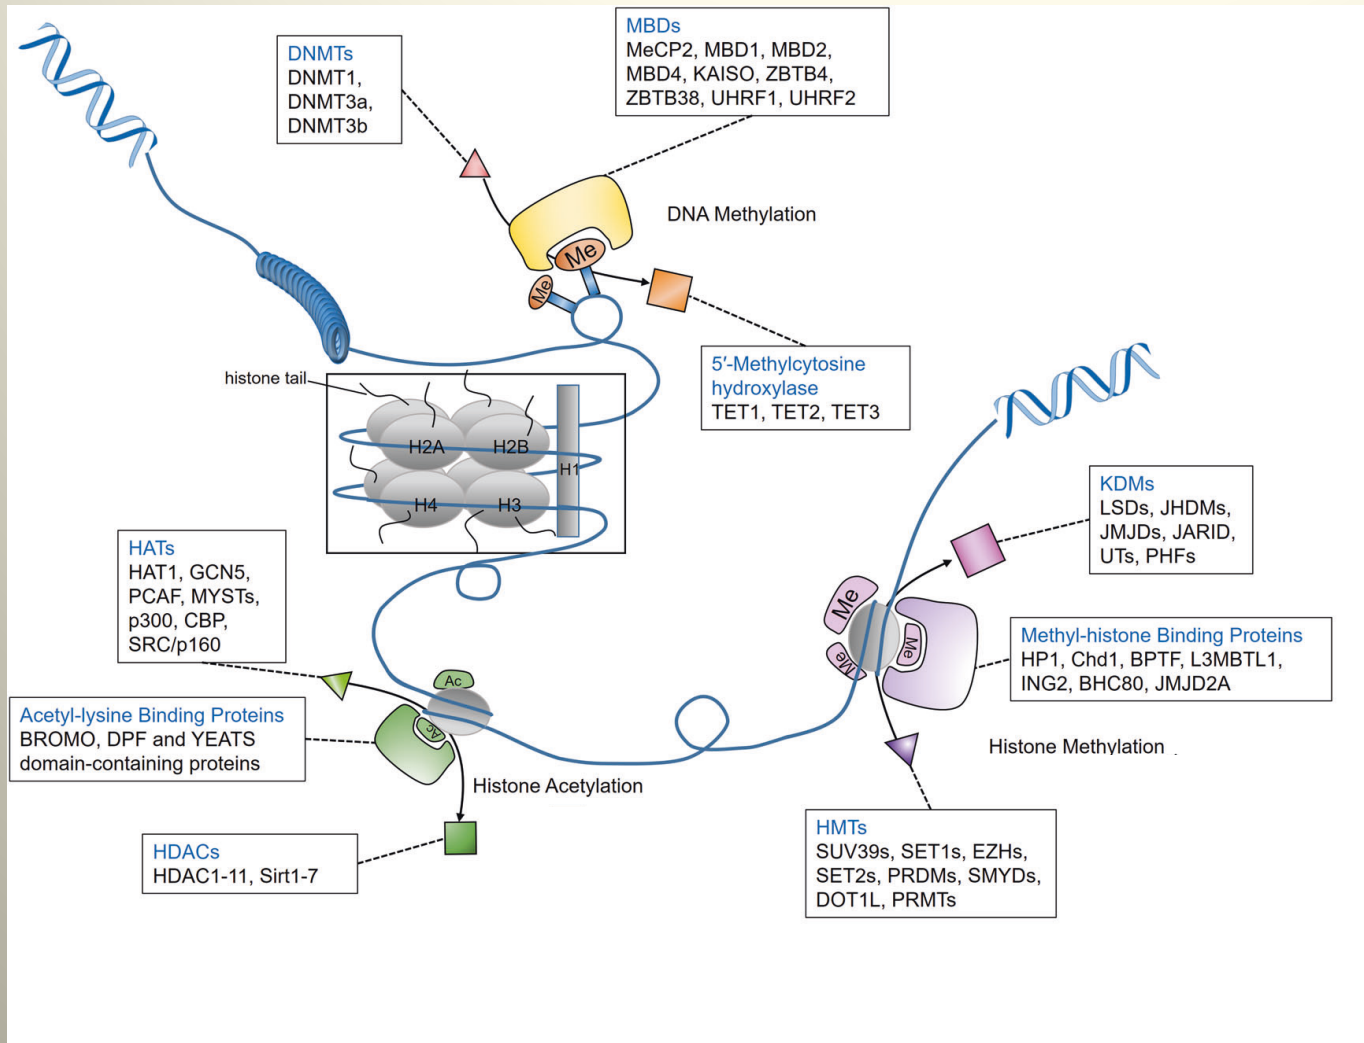 DNMTs
DNMT1,
DNMT3a,
DNMT3b
MBDs
MeCP2, MBD1, MBD2,
MBD4, KAISO, ZBTB4,
ZBTB38, UHRF1, UHRF2
DNA Methylation
Me
Me
5′-Methylcytosine
hydroxylase
TET1, TET2, TET3
histone tail
H2A
H2B
H1
H4
H3
KDMs
LSDs, JHDMs,
JMJDs, JARID,
UTs, PHFs
HATs
HAT1, GCN5,
PCAF, MYSTs,
p300, CBP,
SRC/p160
Me
Me
Me
Methyl-histone Binding Proteins
HP1, Chd1, BPTF, L3MBTL1,
ING2, BHC80, JMJD2A
Ac
Ac
Acetyl-lysine Binding Proteins
BROMO, DPF and YEATS
domain-containing proteins
Histone Methylation
Histone Acetylation
HDACs
HDAC1-11, Sirt1-7
HMTs
SUV39s, SET1s, EZHs,
SET2s, PRDMs, SMYDs,
DOT1L, PRMTs